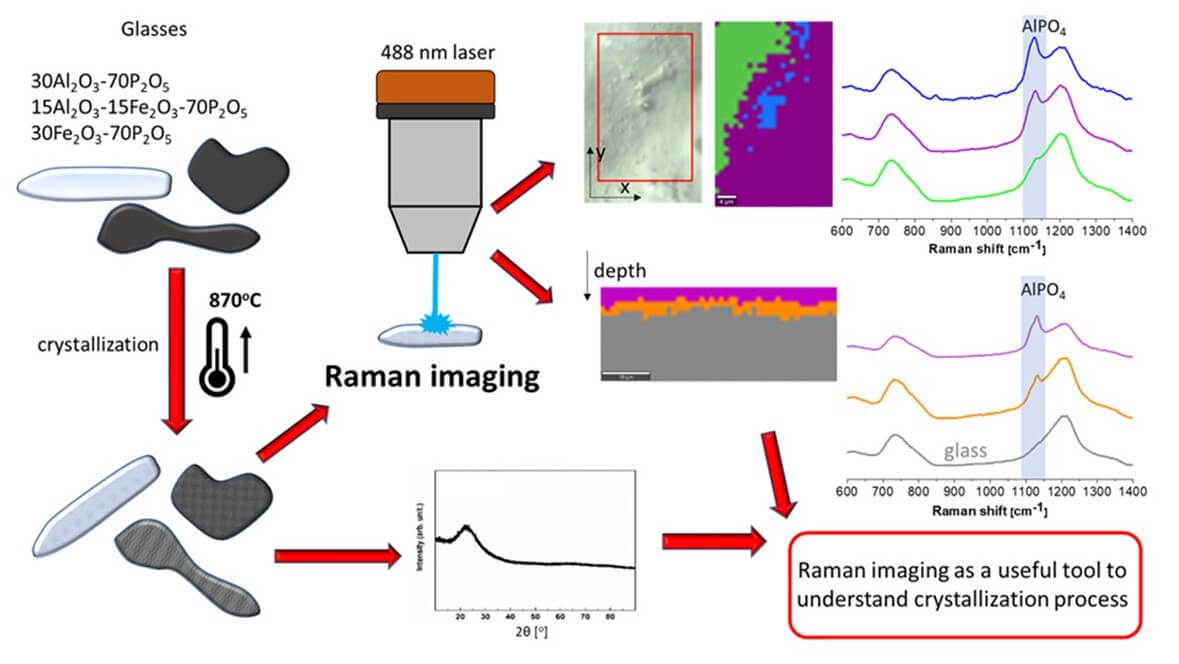 Glasses
30Al₂O₃-70P₂O₅
15Al₂O₃-15Fe₂O₃-70P₂O₅
30Fe₂O₃-70P₂O₅
870°C
crystallization
488 nm laser
Raman imaging
y
x
4 µm
AlPO₄
600 700 800 900 1000 1100 1200 1300 1400
Raman shift [cm⁻¹]
depth
AlPO₄
glass
600 700 800 900 1000 1100 1200 1300 1400
Raman shift [cm⁻¹]
Intensity (arb. unit.)
20 30 40 50 60 70 80
2θ [°]
Raman imaging as a useful tool to
understand crystallization process